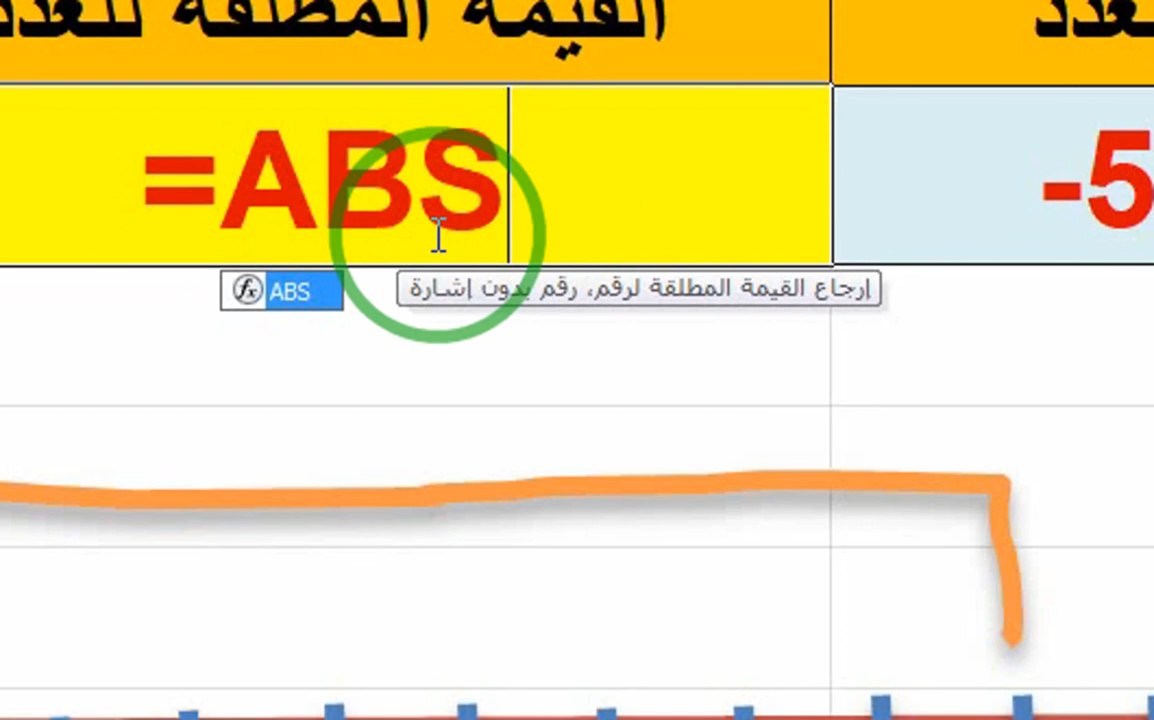 العدد
القيمة المطلقة للعدد
-5
=ABS
ABS
إرجاع القيمة المطلقة لرقم، رقم بدون إشارة